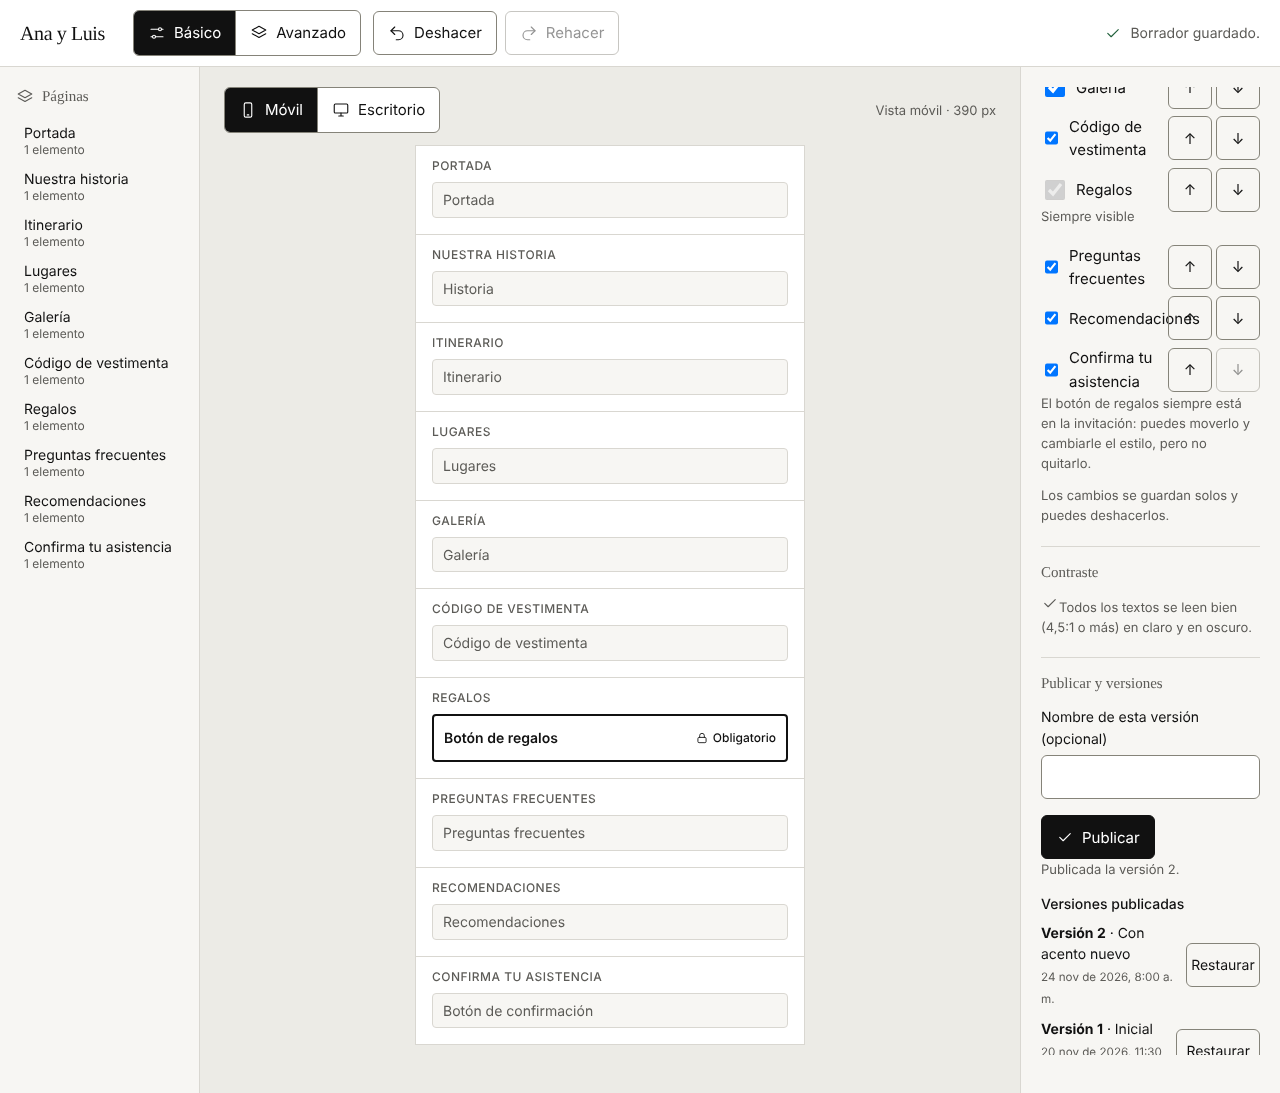 Ana y Luis
Básico
Avanzado
Deshacer
Rehacer
Borrador guardado.
Páginas
Portada
1 elemento
Nuestra historia
1 elemento
Itinerario
1 elemento
Lugares
1 elemento
Galería
1 elemento
Código de vestimenta
1 elemento
Regalos
1 elemento
Preguntas frecuentes
1 elemento
Recomendaciones
1 elemento
Confirma tu asistencia
1 elemento
Móvil
Escritorio
Vista móvil · 390 px
PORTADA
Portada
NUESTRA HISTORIA
Historia
ITINERARIO
Itinerario
LUGARES
Lugares
GALERÍA
Galería
CÓDIGO DE VESTIMENTA
Código de vestimenta
REGALOS
Botón de regalos
Obligatorio
PREGUNTAS FRECUENTES
Preguntas frecuentes
RECOMENDACIONES
Recomendaciones
CONFIRMA TU ASISTENCIA
Botón de confirmación
Galería
Código de
vestimenta
Regalos
Siempre visible
Preguntas
frecuentes
Recomendaciones
Confirma tu
asistencia
El botón de regalos siempre está
en la invitación: puedes moverlo y
cambiarle el estilo, pero no
quitarlo.
Los cambios se guardan solos y
puedes deshacerlos.
Contraste
Todos los textos se leen bien
(4,5:1 o más) en claro y en oscuro.
Publicar y versiones
Nombre de esta versión
(opcional)
Publicar
Publicada la versión 2.
Versiones publicadas
Versión 2 · Con
acento nuevo
24 nov de 2026, 8:00 a.
m.
Restaurar
Versión 1 · Inicial
20 nov de 2026, 11:30
Restaurar